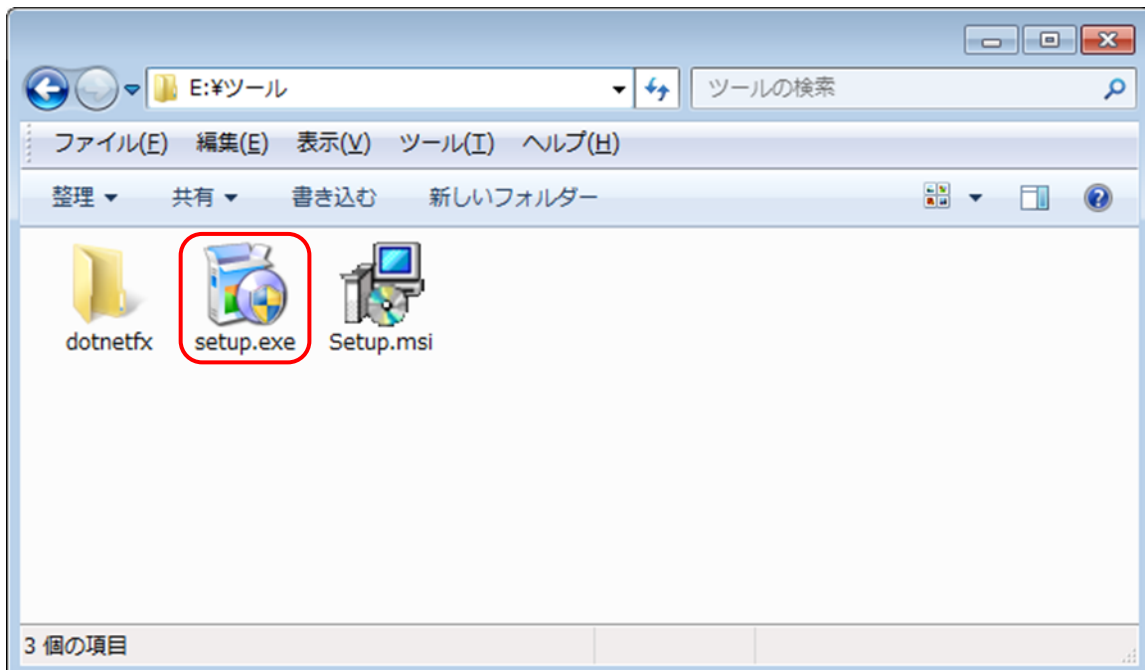 E:¥ツール ツールの検索
ファイル(F) 編集(E) 表示(V) ツール(T) ヘルプ(H)
整理 共有 書き込む 新しいフォルダー
dotnetfx setup.exe Setup.msi
3 個の項目